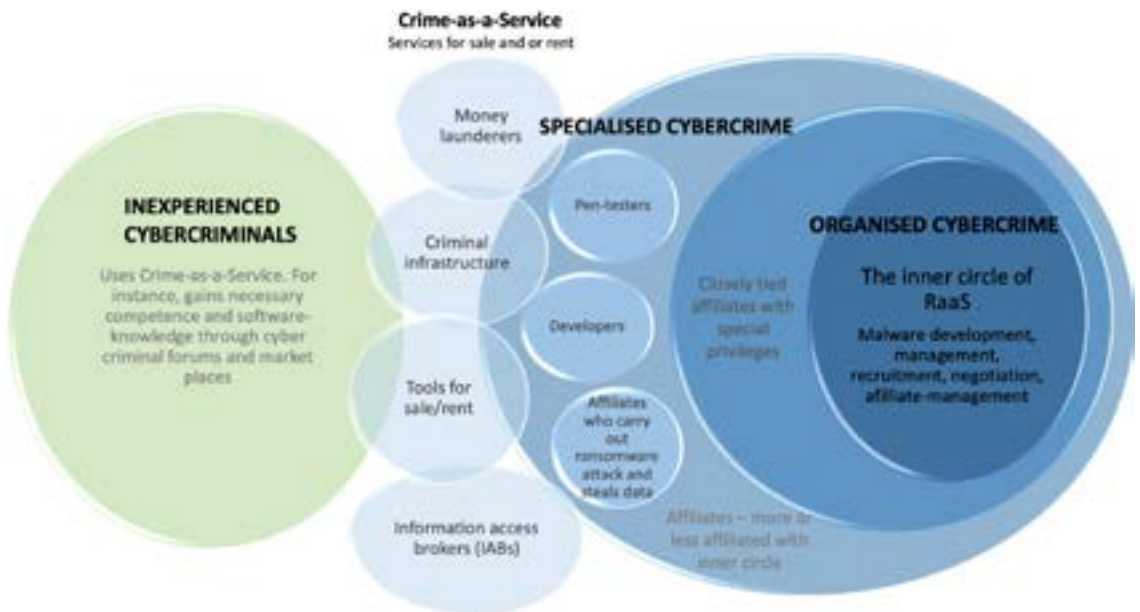 Crime-as-a-Service
Services for sale and or rent
Money
launderers
SPECIALISED CYBERCRIME
INEXPERIENCED
CYBERCRIMINALS
Uses Crime-as-a-Service. For
instance, gains necessary
competence and software-
knowledge through cyber
criminal forums and market
places
Criminal
infrastructure
Tools for
sale/rent
Information access
brokers (IABs)
Pen-testers
Developers
Affiliates
who carry
out
ransomware
attack and
steals data
Affiliates – more or
less affiliated with
inner circle
Closely tied
affiliates with
special
privileges
ORGANISED CYBERCRIME
The inner circle of
RaaS
Malware development,
management,
recruitment, negotiation,
afiliate-management